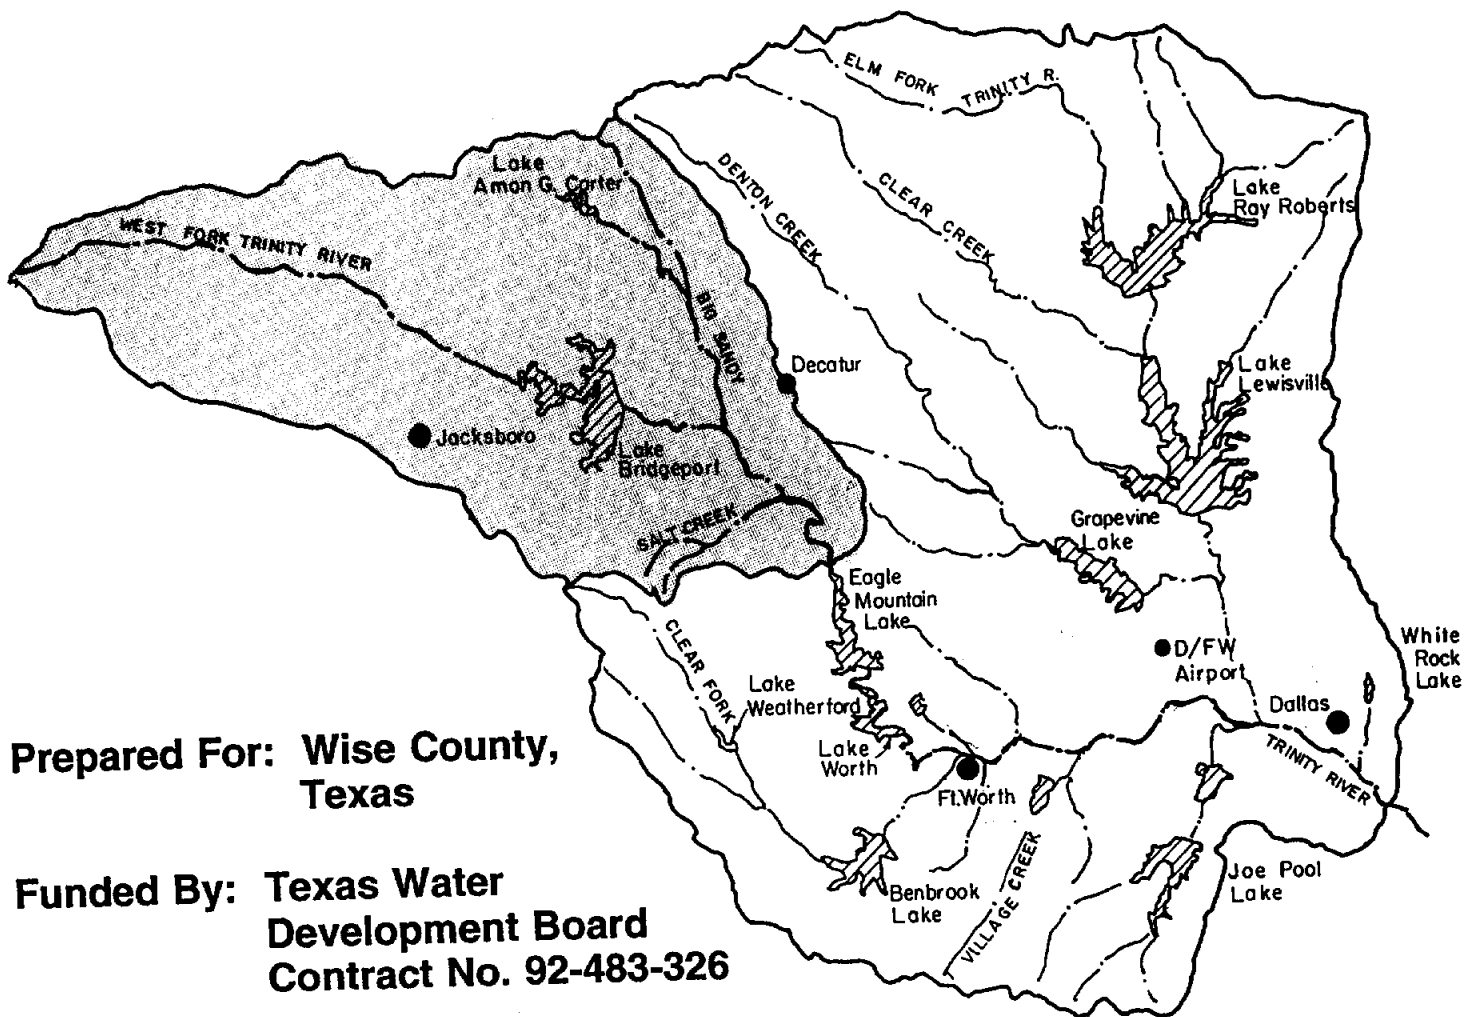 ELM FORK TRINITY R.
Lake
Amon G. Carter
DENTON CREEK
CLEAR CREEK
Lake
Ray Roberts
WEST FORK TRINITY RIVER
BIG SANDY
Decatur
Lake
Lewisville
Jacksboro
Lake
Bridgeport
SALT CREEK
Grapevine
Lake
Eagle
Mountain
Lake
CLEAR FORK
D/FW
Airport
White
Rock
Lake
Lake
Weatherford
Dallas
Lake
Worth
TRINITY RIVER
Ft. Worth
VILLAGE CREEK
Benbrook
Lake
Joe Pool
Lake
Prepared For: Wise County,
Texas
Funded By: Texas Water
Development Board
Contract No. 92-483-326